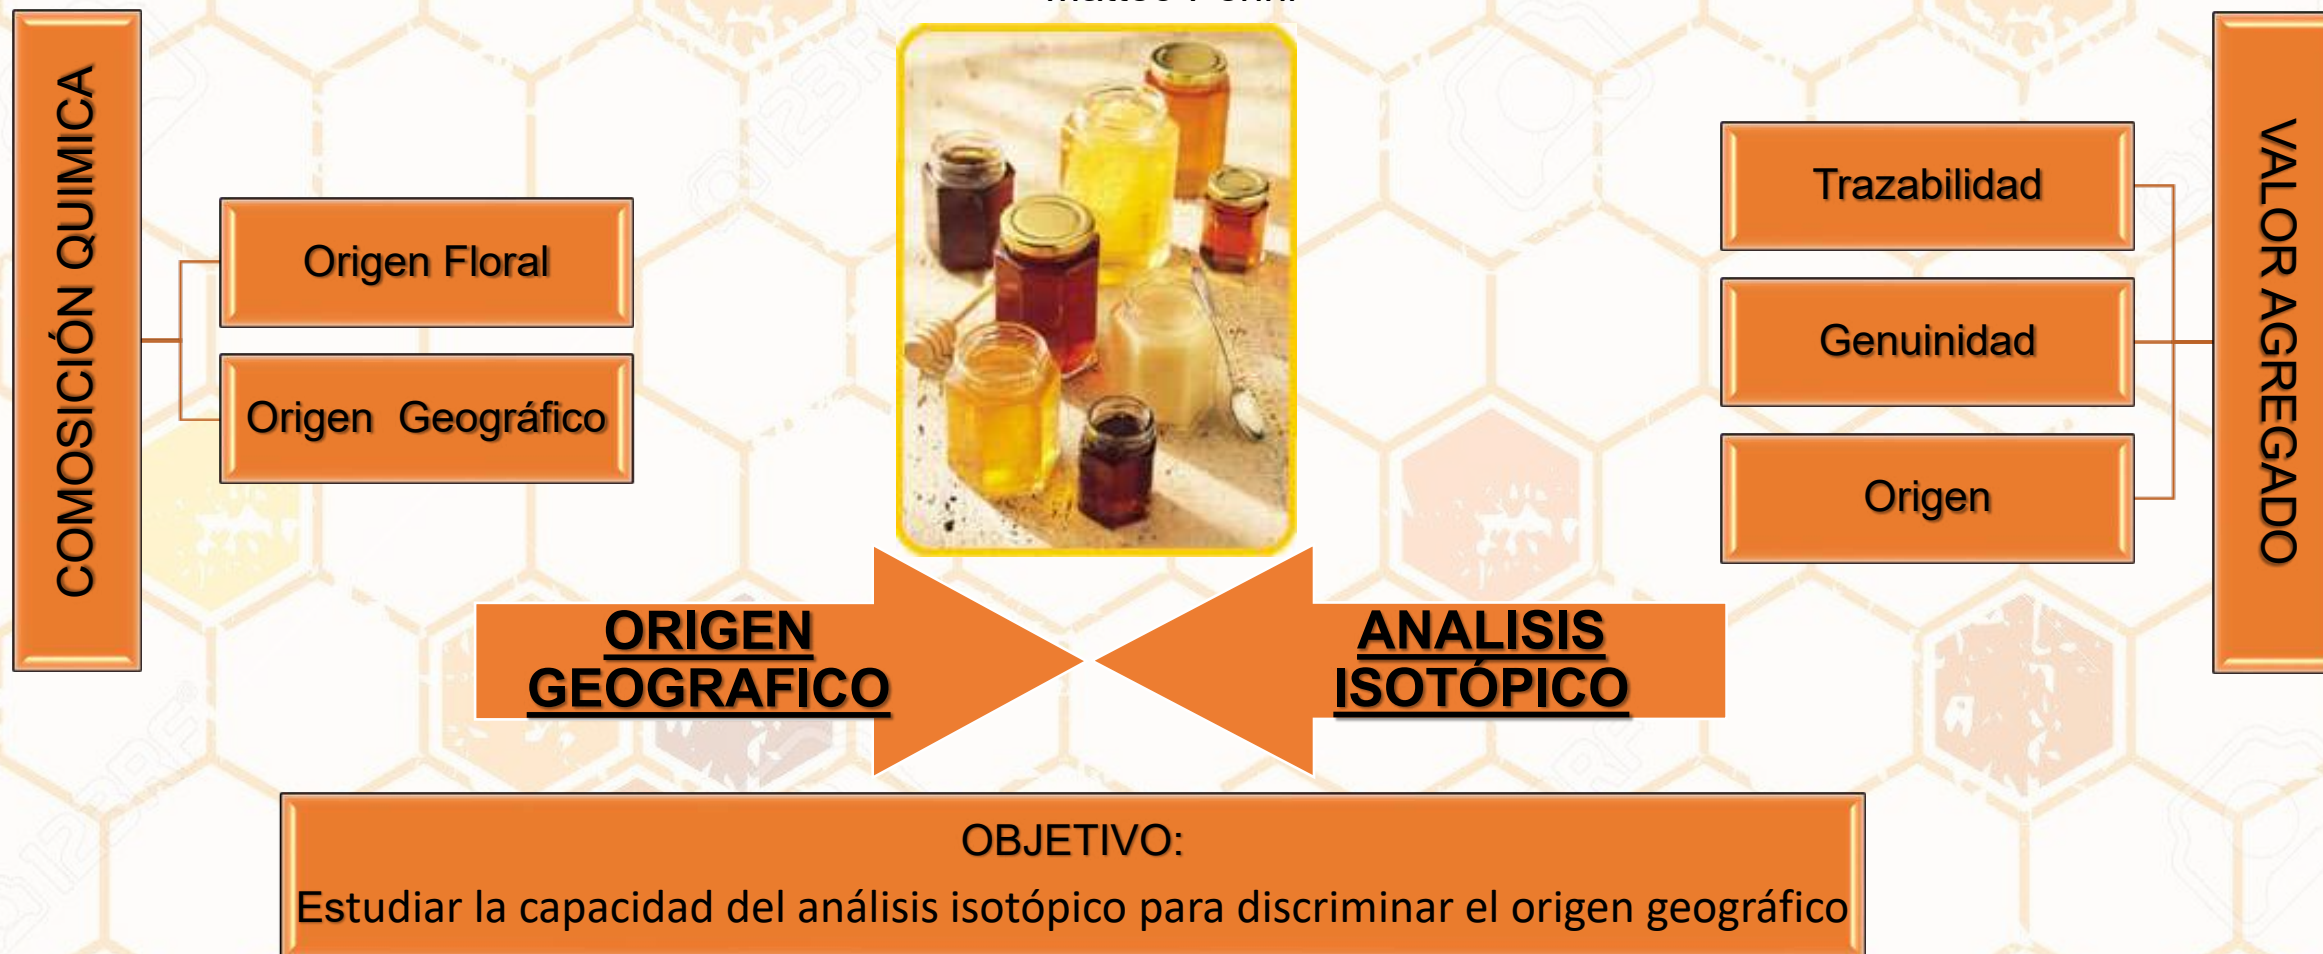 COMOSICIÓN QUIMICA
Origen Floral
Origen Geográfico
Trazabilidad
Genuinidad
Origen
VALOR AGREGADO
ORIGEN
GEOGRAFICO
ANALISIS
ISOTÓPICO
OBJETIVO:
Estudiar la capacidad del análisis isotópico para discriminar el origen geográfico